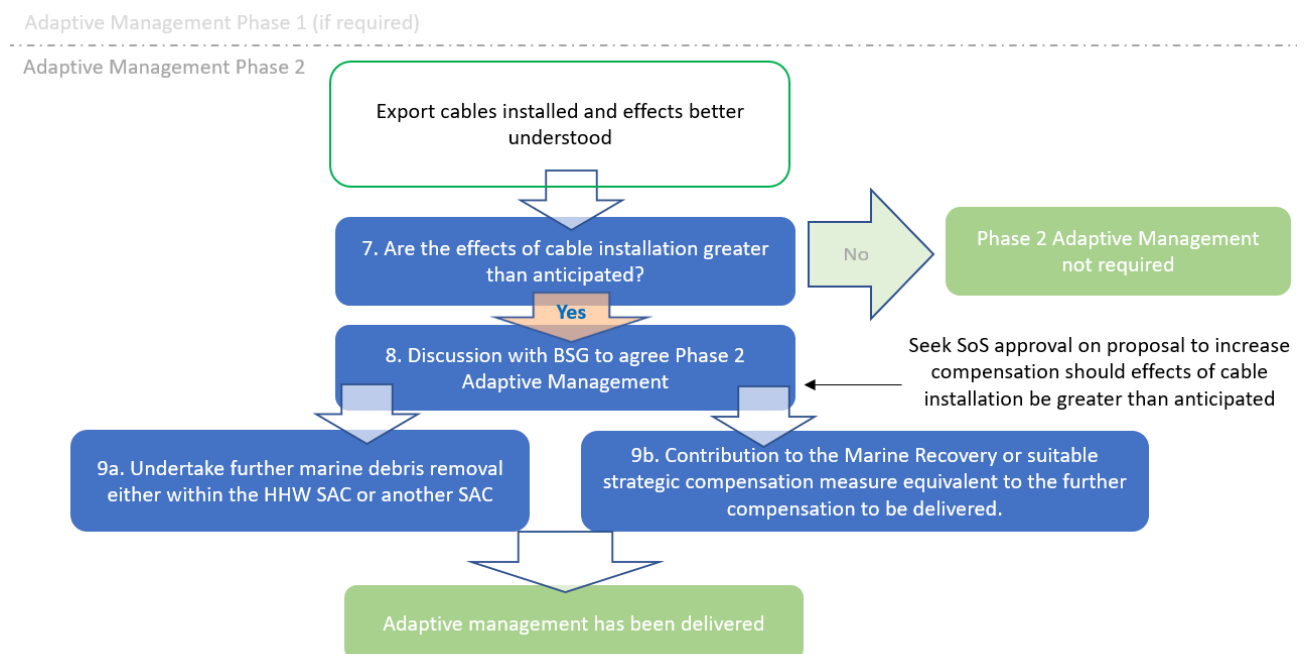 Adaptive Management Phase 1 (if required)
Adaptive Management Phase 2
Export cables installed and effects better
understood
7. Are the effects of cable installation greater
than anticipated?
No
Phase 2 Adaptive Management
not required
Yes
8. Discussion with BSG to agree Phase 2
Adaptive Management
Seek SoS approval on proposal to increase
compensation should effects of cable
installation be greater than anticipated
9a. Undertake further marine debris removal
either within the HHW SAC or another SAC
9b. Contribution to the Marine Recovery or suitable
strategic compensation measure equivalent to the further
compensation to be delivered.
Adaptive management has been delivered